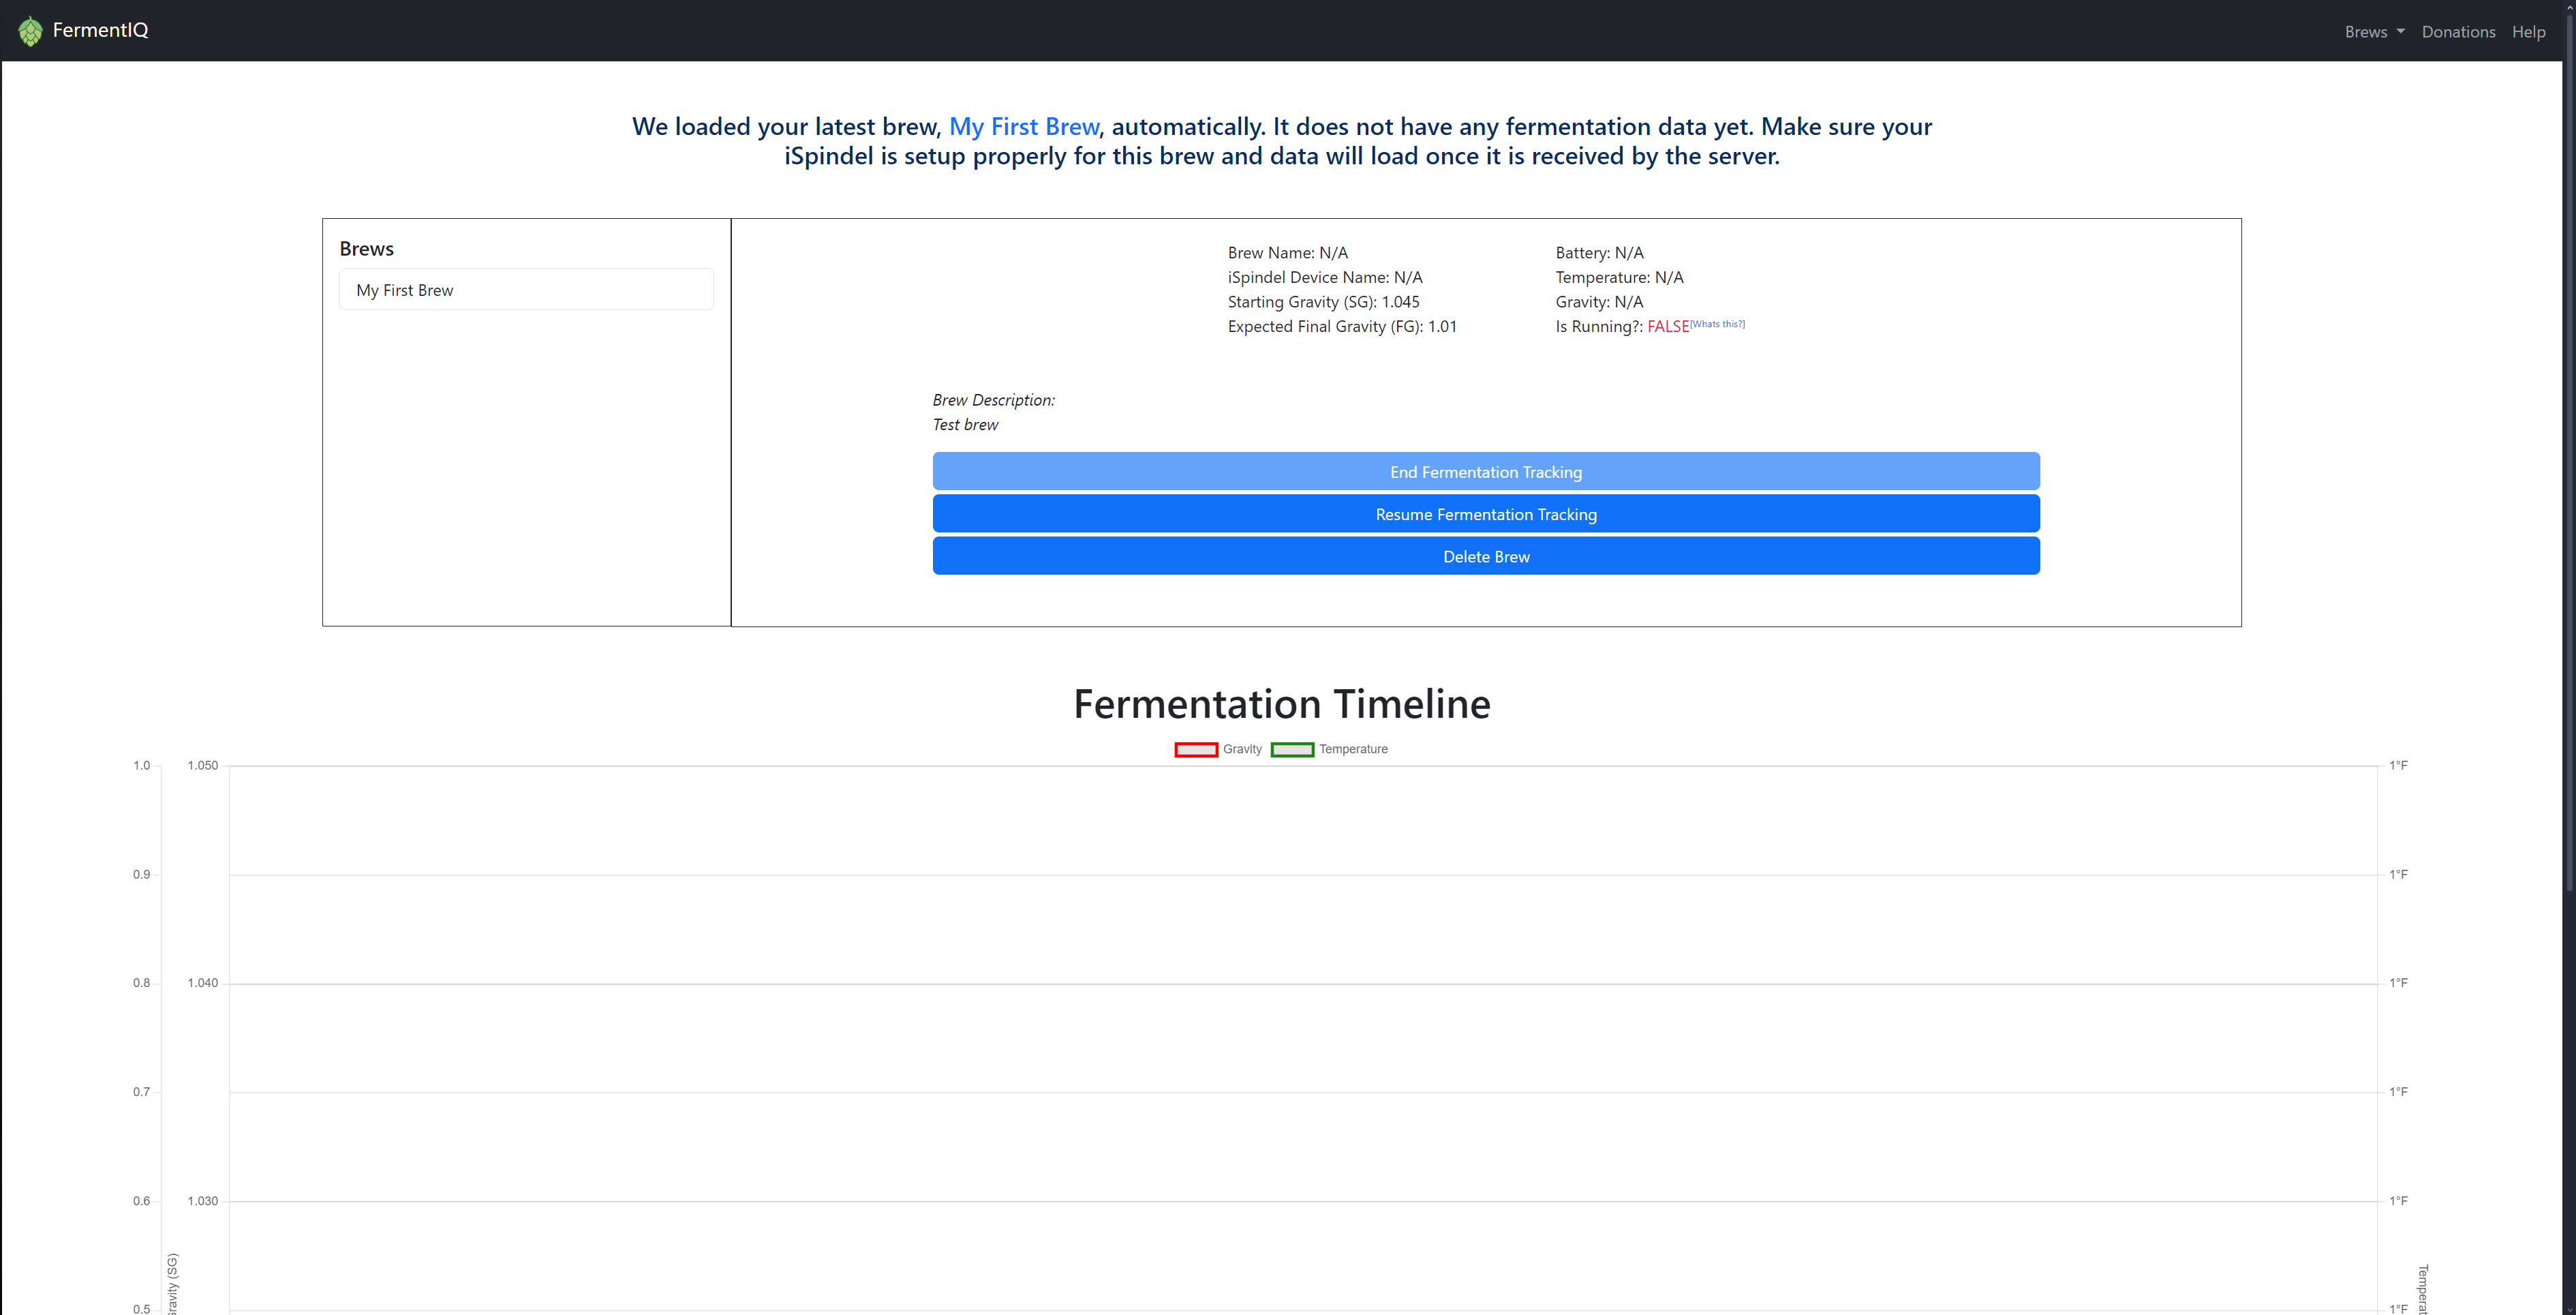 FermentIQ
Brews
Donations
Help
We loaded your latest brew, My First Brew, automatically. It does not have any fermentation data yet. Make sure your
iSpindel is setup properly for this brew and data will load once it is received by the server.
Brews
My First Brew
Brew Name: N/A
iSpindel Device Name: N/A
Starting Gravity (SG): 1.045
Expected Final Gravity (FG): 1.01
Battery: N/A
Temperature: N/A
Gravity: N/A
Is Running?: FALSE[Whats this?]
Brew Description:
Test brew
End Fermentation Tracking
Resume Fermentation Tracking
Delete Brew
Fermentation Timeline
Gravity
Temperature
1.0
0.9
0.8
0.7
0.6
0.5
1.050
1.040
1.030
(SG)
1°F
1°F
1°F
1°F
1°F
1°F